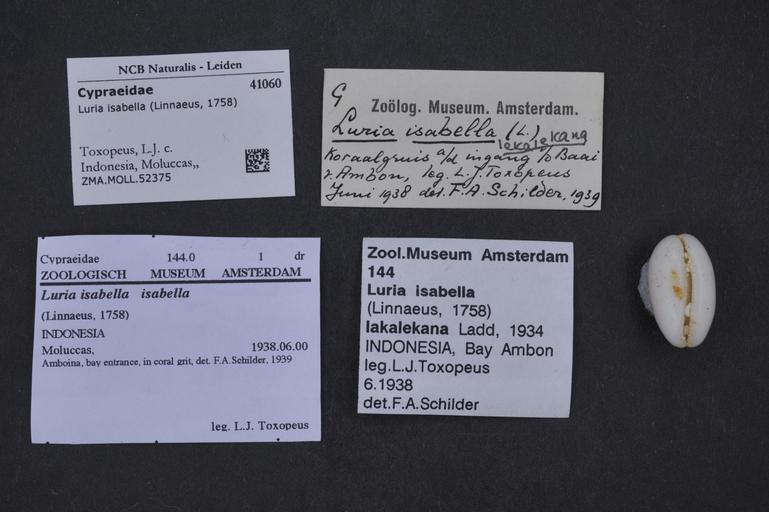 NCB Naturalis - Leiden
Cypraeidae 41060
Luria isabella (Linnaeus, 1758)
Toxopeus, L.J. c.
Indonesia, Moluccas,,
ZMA.MOLL.52375
G Zoölog. Museum. Amsterdam.
Luria isabella (L.)
lekalekana
Koraalgruis a/d ingang v/b Baai
v. Ambon, leg. L.J. Toxopeus
Juni 1938 det. F.A. Schilder, 1939
Cypraeidae 144.0 1 dr
ZOOLOGISCH MUSEUM AMSTERDAM
Luria isabella isabella
(Linnaeus, 1758)
INDONESIA
Moluccas, 1938.06.00
Amboina, bay entrance, in coral grit, det. F.A. Schilder, 1939
leg. L.J. Toxopeus
Zool.Museum Amsterdam
144
Luria isabella
(Linnaeus, 1758)
lakalekana Ladd, 1934
INDONESIA, Bay Ambon
leg.L.J.Toxopeus
6.1938
det.F.A.Schilder